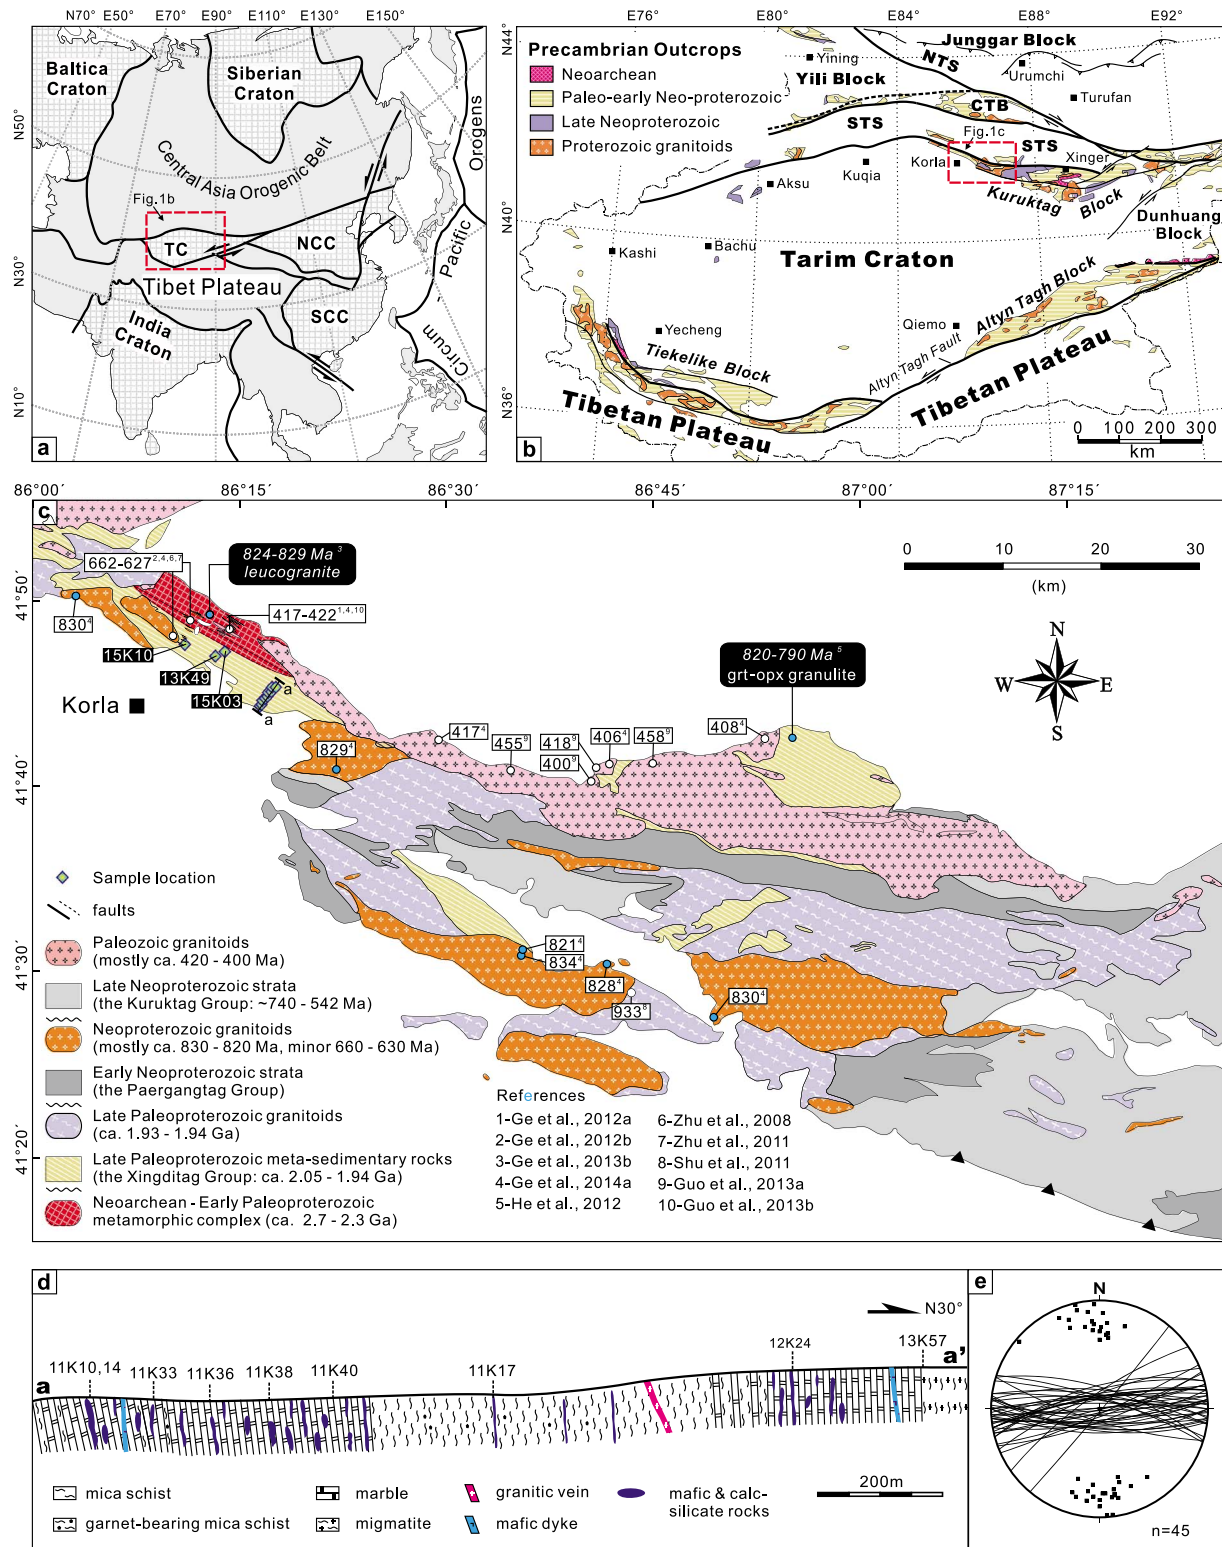 N70° E50° E70° E90° E110° E130° E150°
Baltica
Craton
Siberian
Craton
N50°
Central Asia Orogenic Belt
Orogens
Fig.1b
TC
NCC
N30°
Tibet Plateau
Pacific
India
Craton
SCC
Circum
N10°
a
E76° E80° E84° E88° E92°
N44°
Precambrian Outcrops
Neoarchean
Paleo-early Neo-proterozoic
Late Neoproterozoic
Proterozoic granitoids
Yining
NTS
Junggar Block
Urumchi
Yili Block
Turufan
CTB
STS
Fig.1c
STS
Korla
Xinger
Kuqia
Aksu
Kuruktag Block
N40°
Dunhuang
Block
Kashi
Bachu
Tarim Craton
Altyn Tagh Block
Qiemo
Yecheng
Tiekelike Block
Altyn Tagh Fault
N36°
Tibetan Plateau
Tibetan Plateau
0 100 200 300
km
b
86°00′ 86°15′ 86°30′ 86°45′ 87°00′ 87°15′
c
662-627 2,4,6,7
824-829 Ma 3
leucogranite
0 10 20 30
(km)
41°50′
830 4
417-422 1,4,10
15K10
13K49
15K03
820-790 Ma 5
grt-opx granulite
N
W E
S
Korla
a'
a
417 4
455 9
418 9
406 4
458 9
408 4
400 9
829 4
41°40′
Sample location
faults
Paleozoic granitoids
(mostly ca. 420 - 400 Ma)
821 4
834 4
828 4
933 8
830 4
41°30′
Late Neoproterozoic strata
(the Kuruktag Group: ~740 - 542 Ma)
Neoproterozoic granitoids
(mostly ca. 830 - 820 Ma, minor 660 - 630 Ma)
Early Neoproterozoic strata
(the Paergangtag Group)
Late Paleoproterozoic granitoids
(ca. 1.93 - 1.94 Ga)
41°20′
Late Paleoproterozoic meta-sedimentary rocks
(the Xingditag Group: ca. 2.05 - 1.94 Ga)
Neoarchean - Early Paleoproterozoic
metamorphic complex (ca. 2.7 - 2.3 Ga)
References
1-Ge et al., 2012a
2-Ge et al., 2012b
3-Ge et al., 2013b
4-Ge et al., 2014a
5-He et al., 2012
6-Zhu et al., 2008
7-Zhu et al., 2011
8-Shu et al., 2011
9-Guo et al., 2013a
10-Guo et al., 2013b
d
N30°
a
11K10,14 11K33 11K36 11K38 11K40 11K17 12K24 13K57
a'
mica schist
garnet-bearing mica schist
marble
migmatite
granitic vein
mafic dyke
mafic & calc-
silicate rocks
200m
e
N
n=45